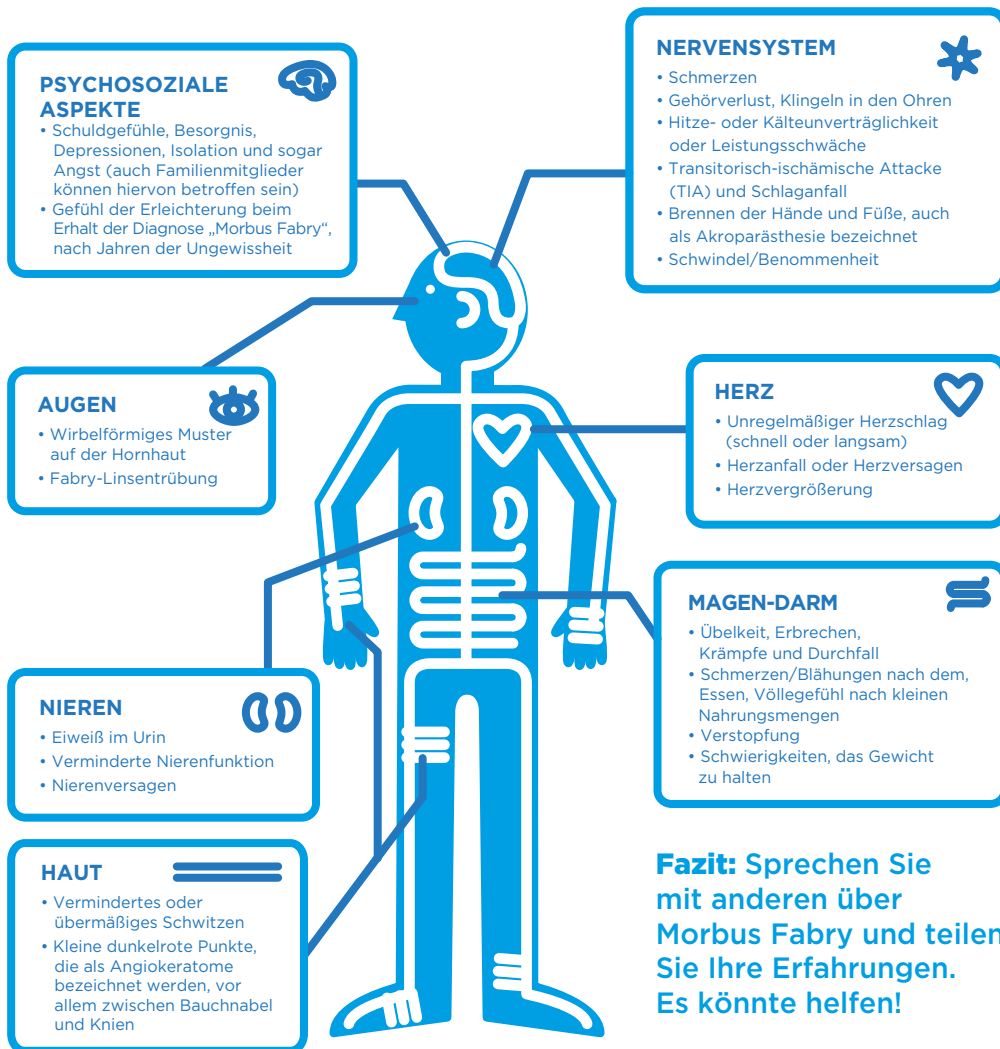 PSYCHOSOZIALE
ASPEKTE
• Schuldgefühle, Besorgnis,
Depressionen, Isolation und sogar
Angst (auch Familienmitglieder
können hiervon betroffen sein)
• Gefühl der Erleichterung beim
Erhalt der Diagnose „Morbus Fabry“,
nach Jahren der Ungewissheit
NERVENSYSTEM
• Schmerzen
• Gehörverlust, Klingeln in den Ohren
• Hitze- oder Kälteunverträglichkeit
oder Leistungsschwäche
• Transitorisch-ischämische Attacke
(TIA) und Schlaganfall
• Brennen der Hände und Füße, auch
als Akroparästhesie bezeichnet
• Schwindel/Benommenheit
AUGEN
• Wirbelförmiges Muster
auf der Hornhaut
• Fabry-Linsentrübung
HERZ
• Unregelmäßiger Herzschlag
(schnell oder langsam)
• Herzanfall oder Herzversagen
• Herzvergrößerung
MAGEN-DARM
• Übelkeit, Erbrechen,
Krämpfe und Durchfall
• Schmerzen/Blähungen nach dem,
Essen, Völlegefühl nach kleinen
Nahrungsmengen
• Verstopfung
• Schwierigkeiten, das Gewicht
zu halten
NIEREN
• Eiweiß im Urin
• Verminderte Nierenfunktion
• Nierenversagen
HAUT
• Vermindertes oder
übermäßiges Schwitzen
• Kleine dunkelrote Punkte,
die als Angiokeratome
bezeichnet werden, vor
allem zwischen Bauchnabel
und Knien
Fazit: Sprechen Sie
mit anderen über
Morbus Fabry und teilen
Sie Ihre Erfahrungen.
Es könnte helfen!